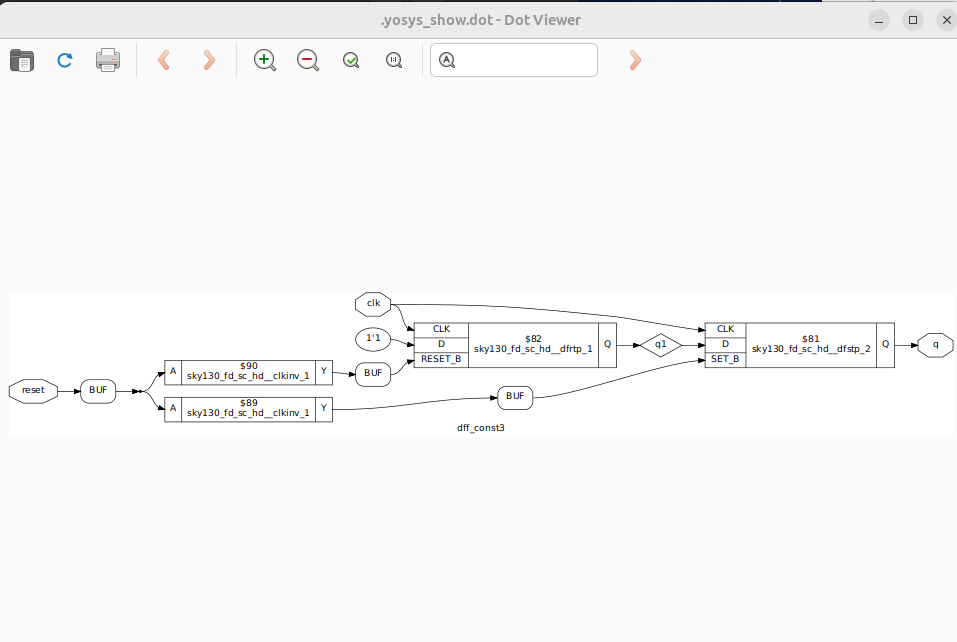 .yosys_show.dot - Dot Viewer
clk
CLK
D
RESET_B
$82
sky130_fd_sc_hd__dfrtp_1
Q
1'1
q1
CLK
D
SET_B
$81
sky130_fd_sc_hd__dfstp_2
Q
q
reset
BUF
A
$90
sky130_fd_sc_hd__clkinv_1
Y
BUF
A
$89
sky130_fd_sc_hd__clkinv_1
Y
BUF
dff_const3